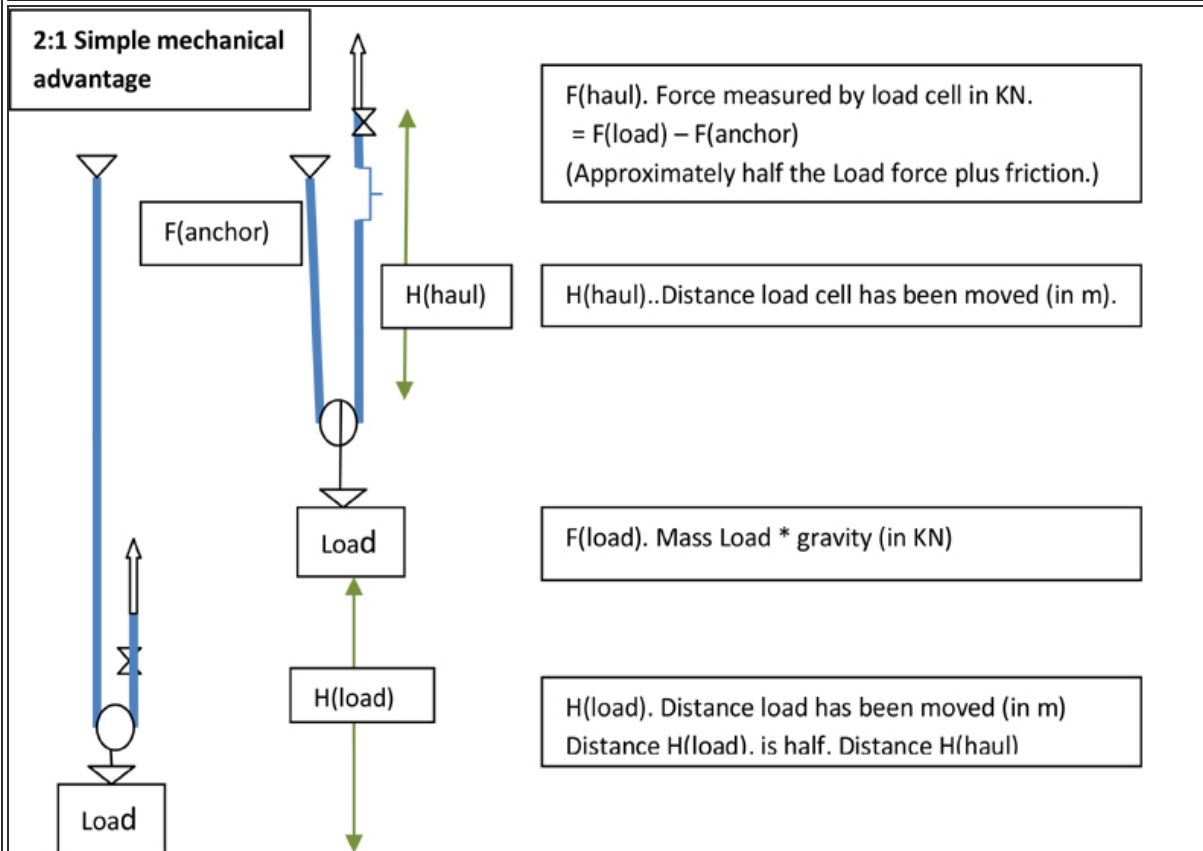 2:1 Simple mechanical
advantage
F(haul). Force measured by load cell in KN.
= F(load) – F(anchor)
(Approximately half the Load force plus friction.)
F(anchor)
H(haul)
H(haul)..Distance load cell has been moved (in m).
Load
F(load). Mass Load * gravity (in KN)
H(load)
H(load). Distance load has been moved (in m)
Distance H(load). is half. Distance H(haul)
Load